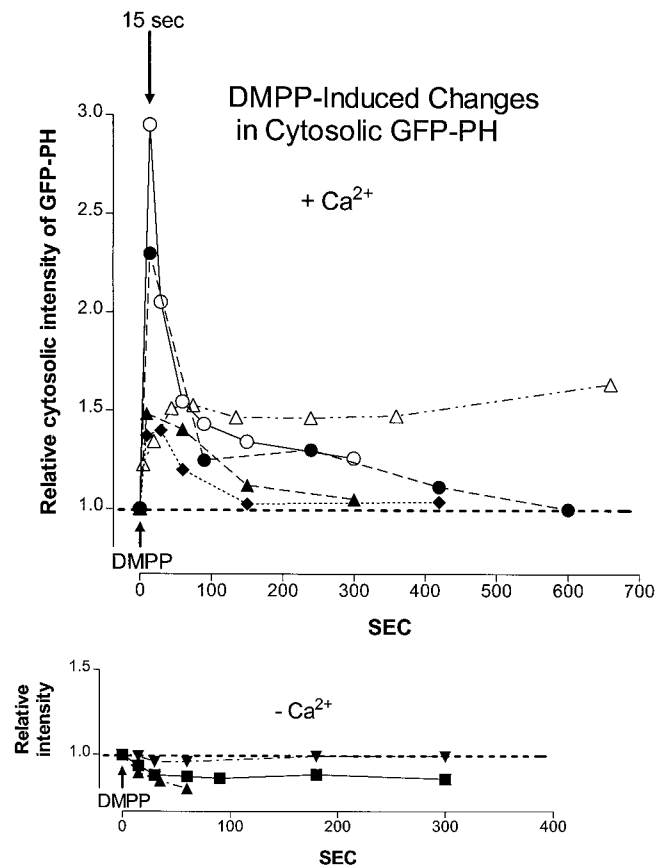 15 sec
DMPP-Induced Changes
in Cytosolic GFP-PH
+ Ca²⁺
Relative cytosolic intensity of GFP-PH
3.0
2.5
2.0
1.5
1.0
DMPP
0 100 200 300 400 500 600 700
SEC
Relative
intensity
1.5
- Ca²⁺
1.0
DMPP
0 100 200 300 400
SEC